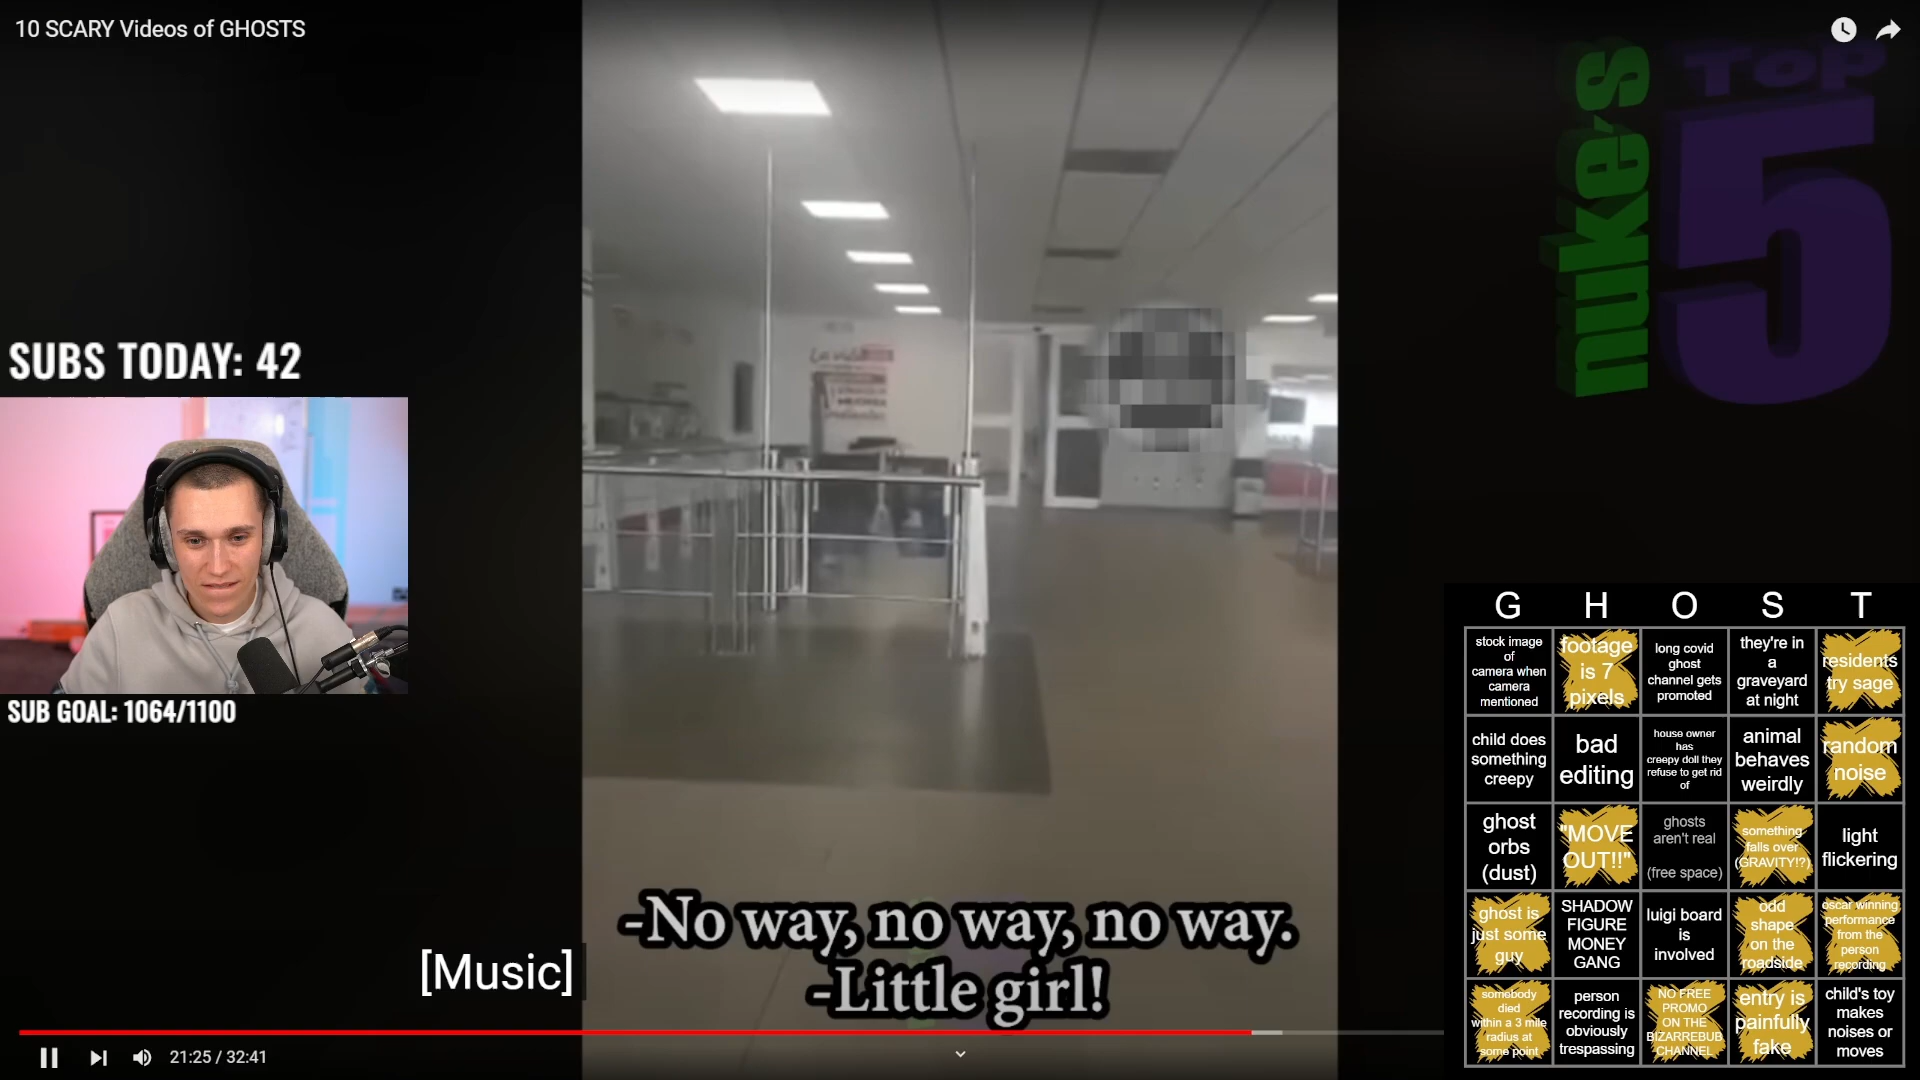 10 SCARY Videos of GHOSTS
nuke's
Top
5
SUBS TODAY: 42
SUB GOAL: 1064/1100
La vida
-No way, no way, no way.
-Little girl!
[Music]
21:25 / 32:41
G H O S T
stock image
of
camera when
camera
mentioned
footage
is 7
pixels
long covid
ghost
channel gets
promoted
they're in
a
graveyard
at night
residents
try sage
child does
something
creepy
bad
editing
house owner
has
creepy doll they
refuse to get rid
of
animal
behaves
weirdly
random
noise
ghost
orbs
(dust)
"MOVE
OUT!!"
ghosts
aren't real
(free space)
something
falls over
(GRAVITY!?)
light
flickering
ghost is
just some
guy
SHADOW
FIGURE
MONEY
GANG
luigi board
is
involved
odd
shape
on the
roadside
oscar winning
performance
from the
person
recording
somebody
died
within a 3 mile
radius at
some point
person
recording is
obviously
trespassing
NO FREE
PROMO
ON THE
BIZARREBUB
CHANNEL
entry is
painfully
fake
child's toy
makes
noises or
moves